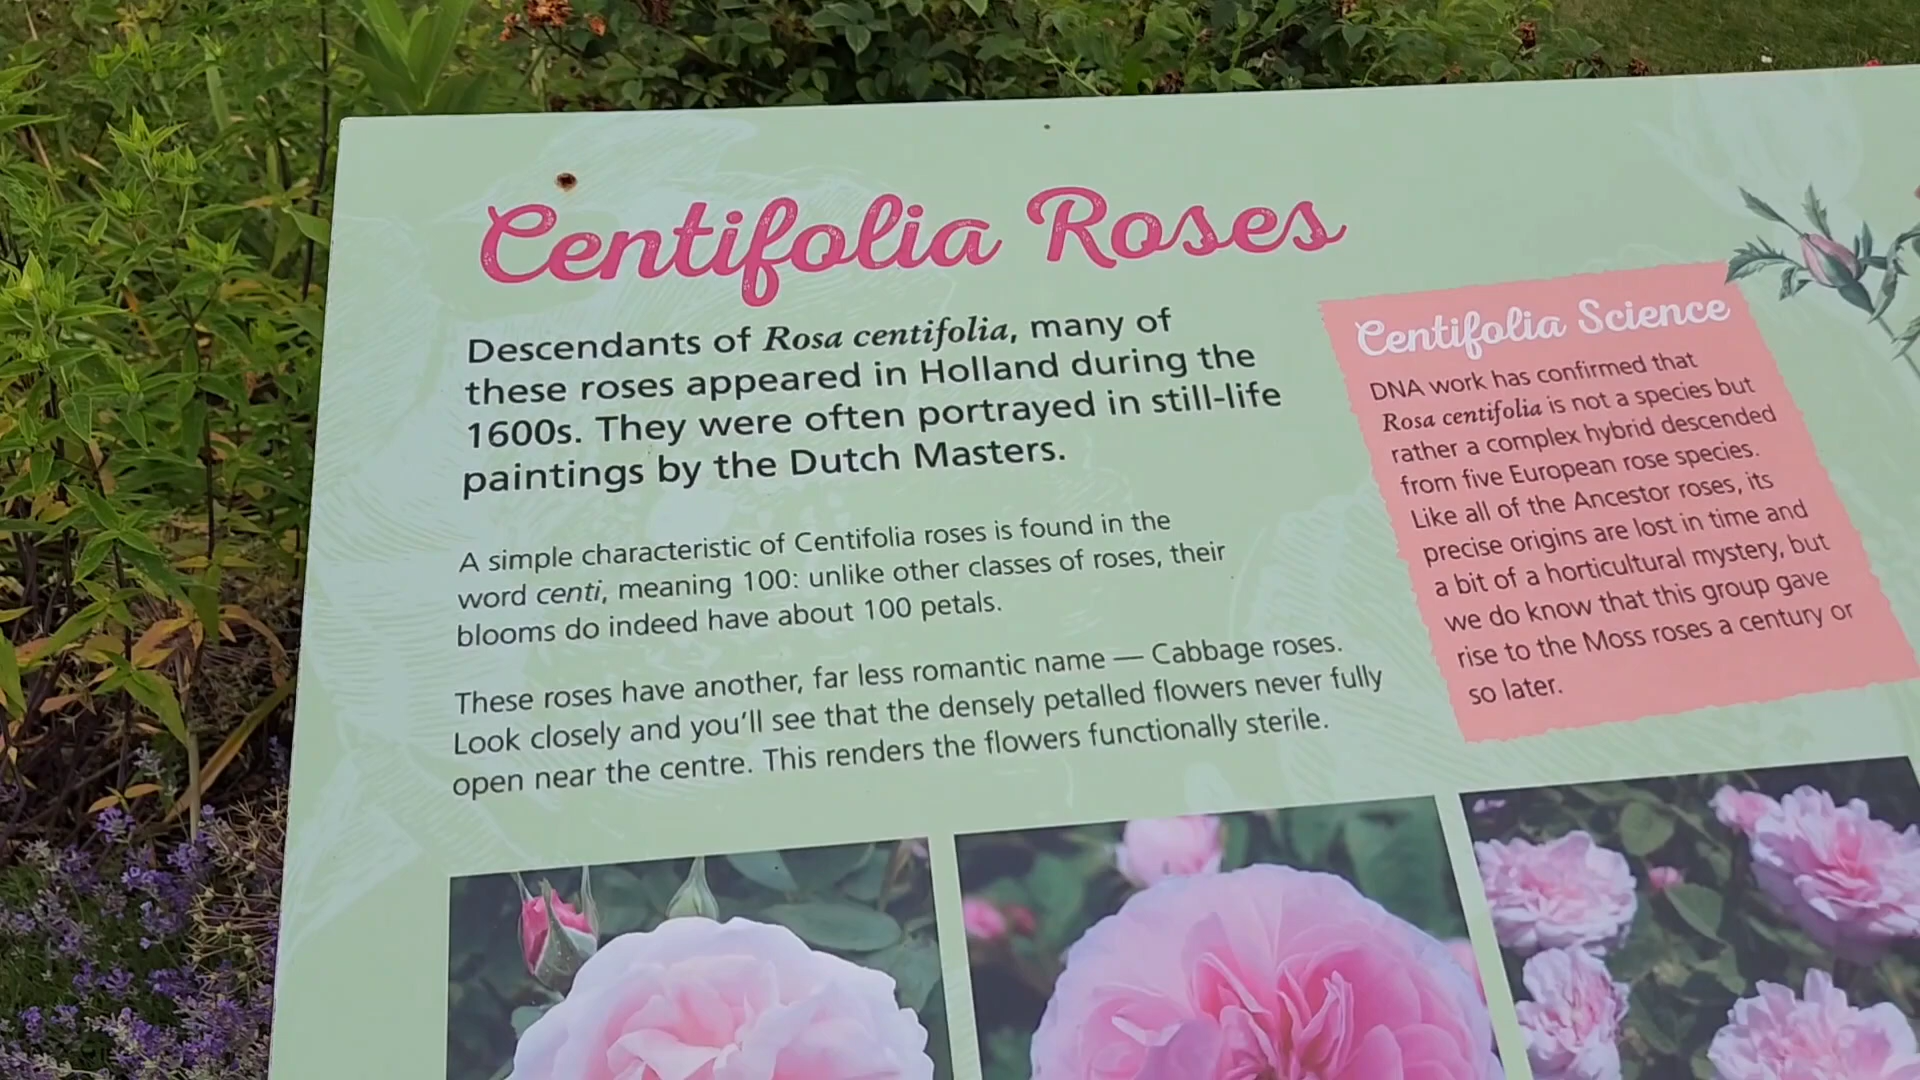 Centifolia Roses
Descendants of Rosa centifolia, many of
these roses appeared in Holland during the
1600s. They were often portrayed in still-life
paintings by the Dutch Masters.
A simple characteristic of Centifolia roses is found in the
word centi, meaning 100: unlike other classes of roses, their
blooms do indeed have about 100 petals.
These roses have another, far less romantic name — Cabbage roses.
Look closely and you'll see that the densely petalled flowers never fully
open near the centre. This renders the flowers functionally sterile.
Centifolia Science
DNA work has confirmed that
Rosa centifolia is not a species but
rather a complex hybrid descended
from five European rose species.
Like all of the Ancestor roses, its
precise origins are lost in time and
a bit of a horticultural mystery, but
we do know that this group gave
rise to the Moss roses a century or
so later.